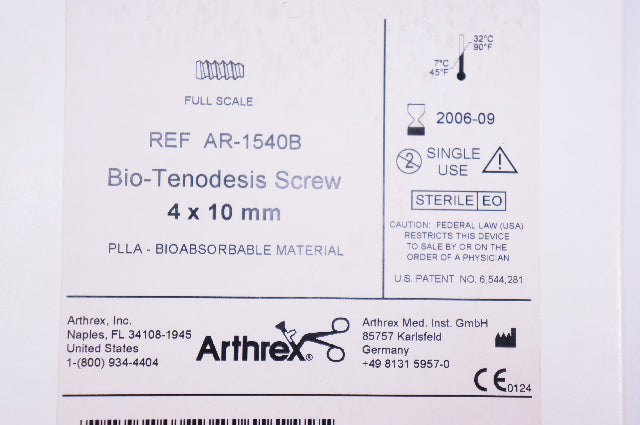 FULL SCALE
REF AR-1540B
Bio-Tenodesis Screw
4 x 10 mm
PLLA - BIOABSORBABLE MATERIAL
32°C
90°F
7°C
45°F
2006-09
2
SINGLE
USE
STERILE EO
CAUTION: FEDERAL LAW (USA)
RESTRICTS THIS DEVICE
TO SALE BY OR ON THE
ORDER OF A PHYSICIAN
U.S. PATENT NO. 6,544,281
Arthrex, Inc.
Naples, FL 34108-1945
United States
1-(800) 934-4404
Arthrex®
Arthrex Med. Inst. GmbH
85757 Karlsfeld
Germany
+49 8131 5957-0
CE 0124